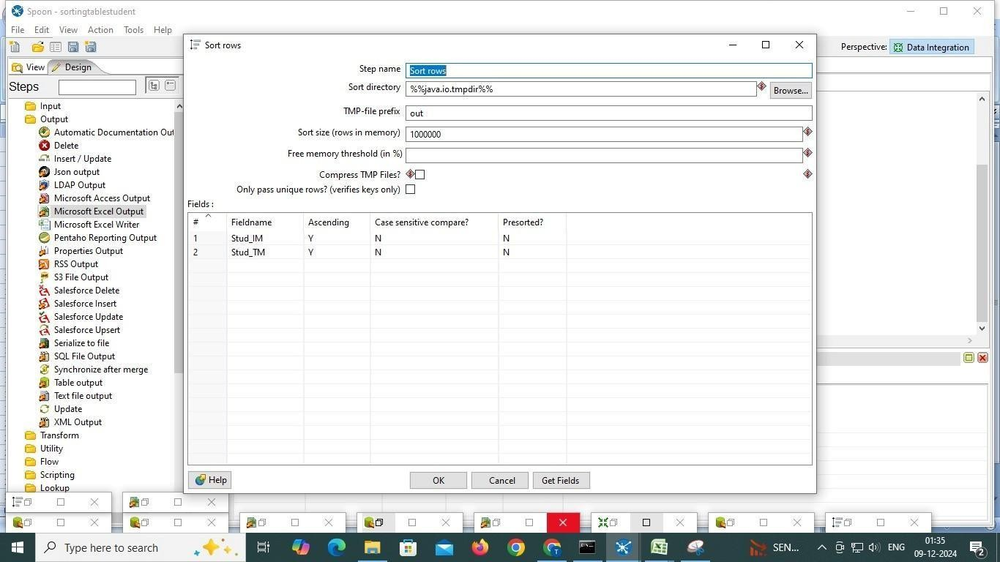 Spoon - sortingtablestudent
File Edit View Action Tools Help
Perspective: Data Integration
View Design
Steps
Input
Output
Automatic Documentation Out
Delete
Insert / Update
Json output
LDAP Output
Microsoft Access Output
Microsoft Excel Output
Microsoft Excel Writer
Pentaho Reporting Output
Properties Output
RSS Output
S3 File Output
Salesforce Delete
Salesforce Insert
Salesforce Update
Salesforce Upsert
Serialize to file
SQL File Output
Synchronize after merge
Table output
Text file output
Update
XML Output
Transform
Utility
Flow
Scripting
Lookup
Sort rows
Step name Sort rows
Sort directory %%java.io.tmpdir%% Browse...
TMP-file prefix out
Sort size (rows in memory) 1000000
Free memory threshold (in %)
Compress TMP Files?
Only pass unique rows? (verifies keys only)
Fields :
# Fieldname Ascending Case sensitive compare? Presorted?
1 Stud_IM Y N N
2 Stud_TM Y N N
Help OK Cancel Get Fields
Type here to search
SEN... ENG 01:35
09-12-2024
2